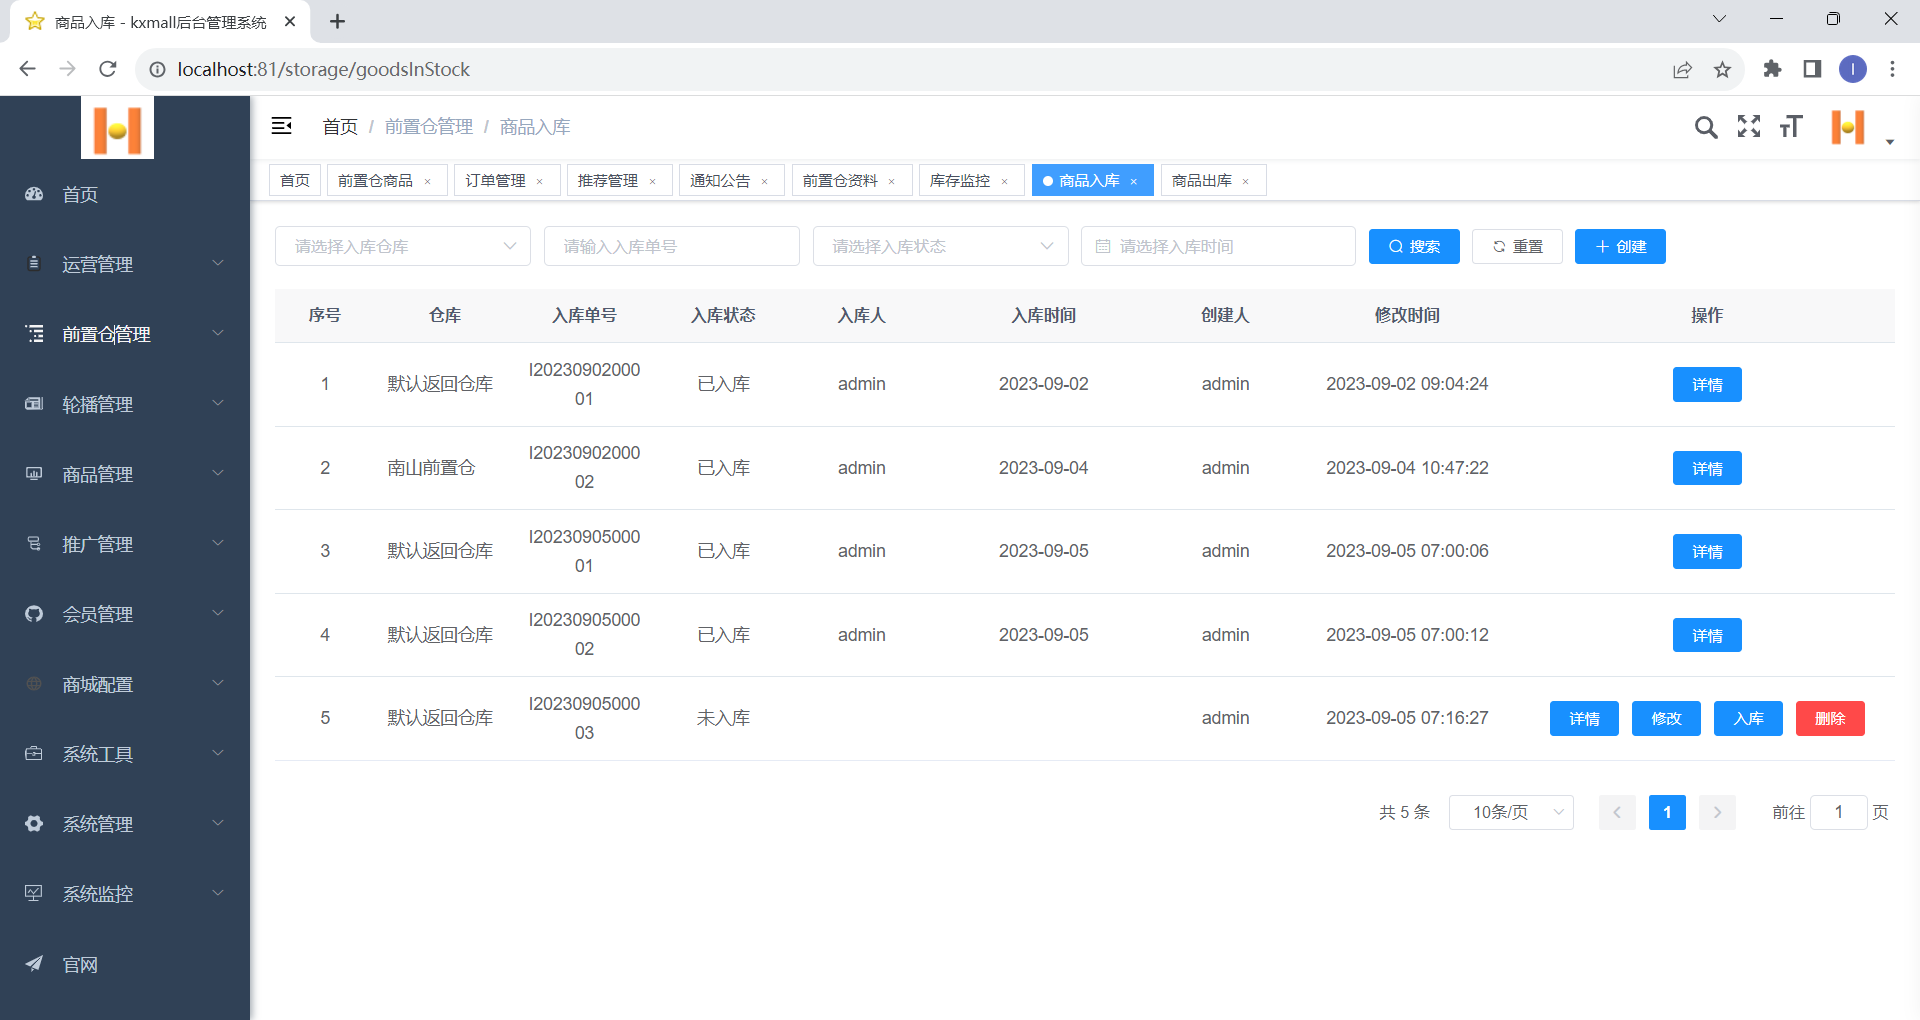 商品入库 - kxmall后台管理系统
localhost:81/storage/goodsInStock
首页 / 前置仓管理 / 商品入库
首页
前置仓商品 ×
订单管理 ×
推荐管理 ×
通知公告 ×
前置仓资料 ×
库存监控 ×
商品入库 ×
商品出库 ×
首页
运营管理
前置仓管理
轮播管理
商品管理
推广管理
会员管理
商城配置
系统工具
系统管理
系统监控
官网
请选择入库仓库
请输入入库单号
请选择入库状态
请选择入库时间
搜索
重置
创建
序号 仓库 入库单号 入库状态 入库人 入库时间 创建人 修改时间 操作
1 默认返回仓库 I20230902000 已入库 admin 2023-09-02 admin 2023-09-02 09:04:24 详情
01
2 南山前置仓 I20230902000 已入库 admin 2023-09-04 admin 2023-09-04 10:47:22 详情
02
3 默认返回仓库 I20230905000 已入库 admin 2023-09-05 admin 2023-09-05 07:00:06 详情
01
4 默认返回仓库 I20230905000 已入库 admin 2023-09-05 admin 2023-09-05 07:00:12 详情
02
5 默认返回仓库 I20230905000 未入库 admin 2023-09-05 07:16:27 详情 修改 入库 删除
03
共 5 条 10条/页 1 前往 1 页